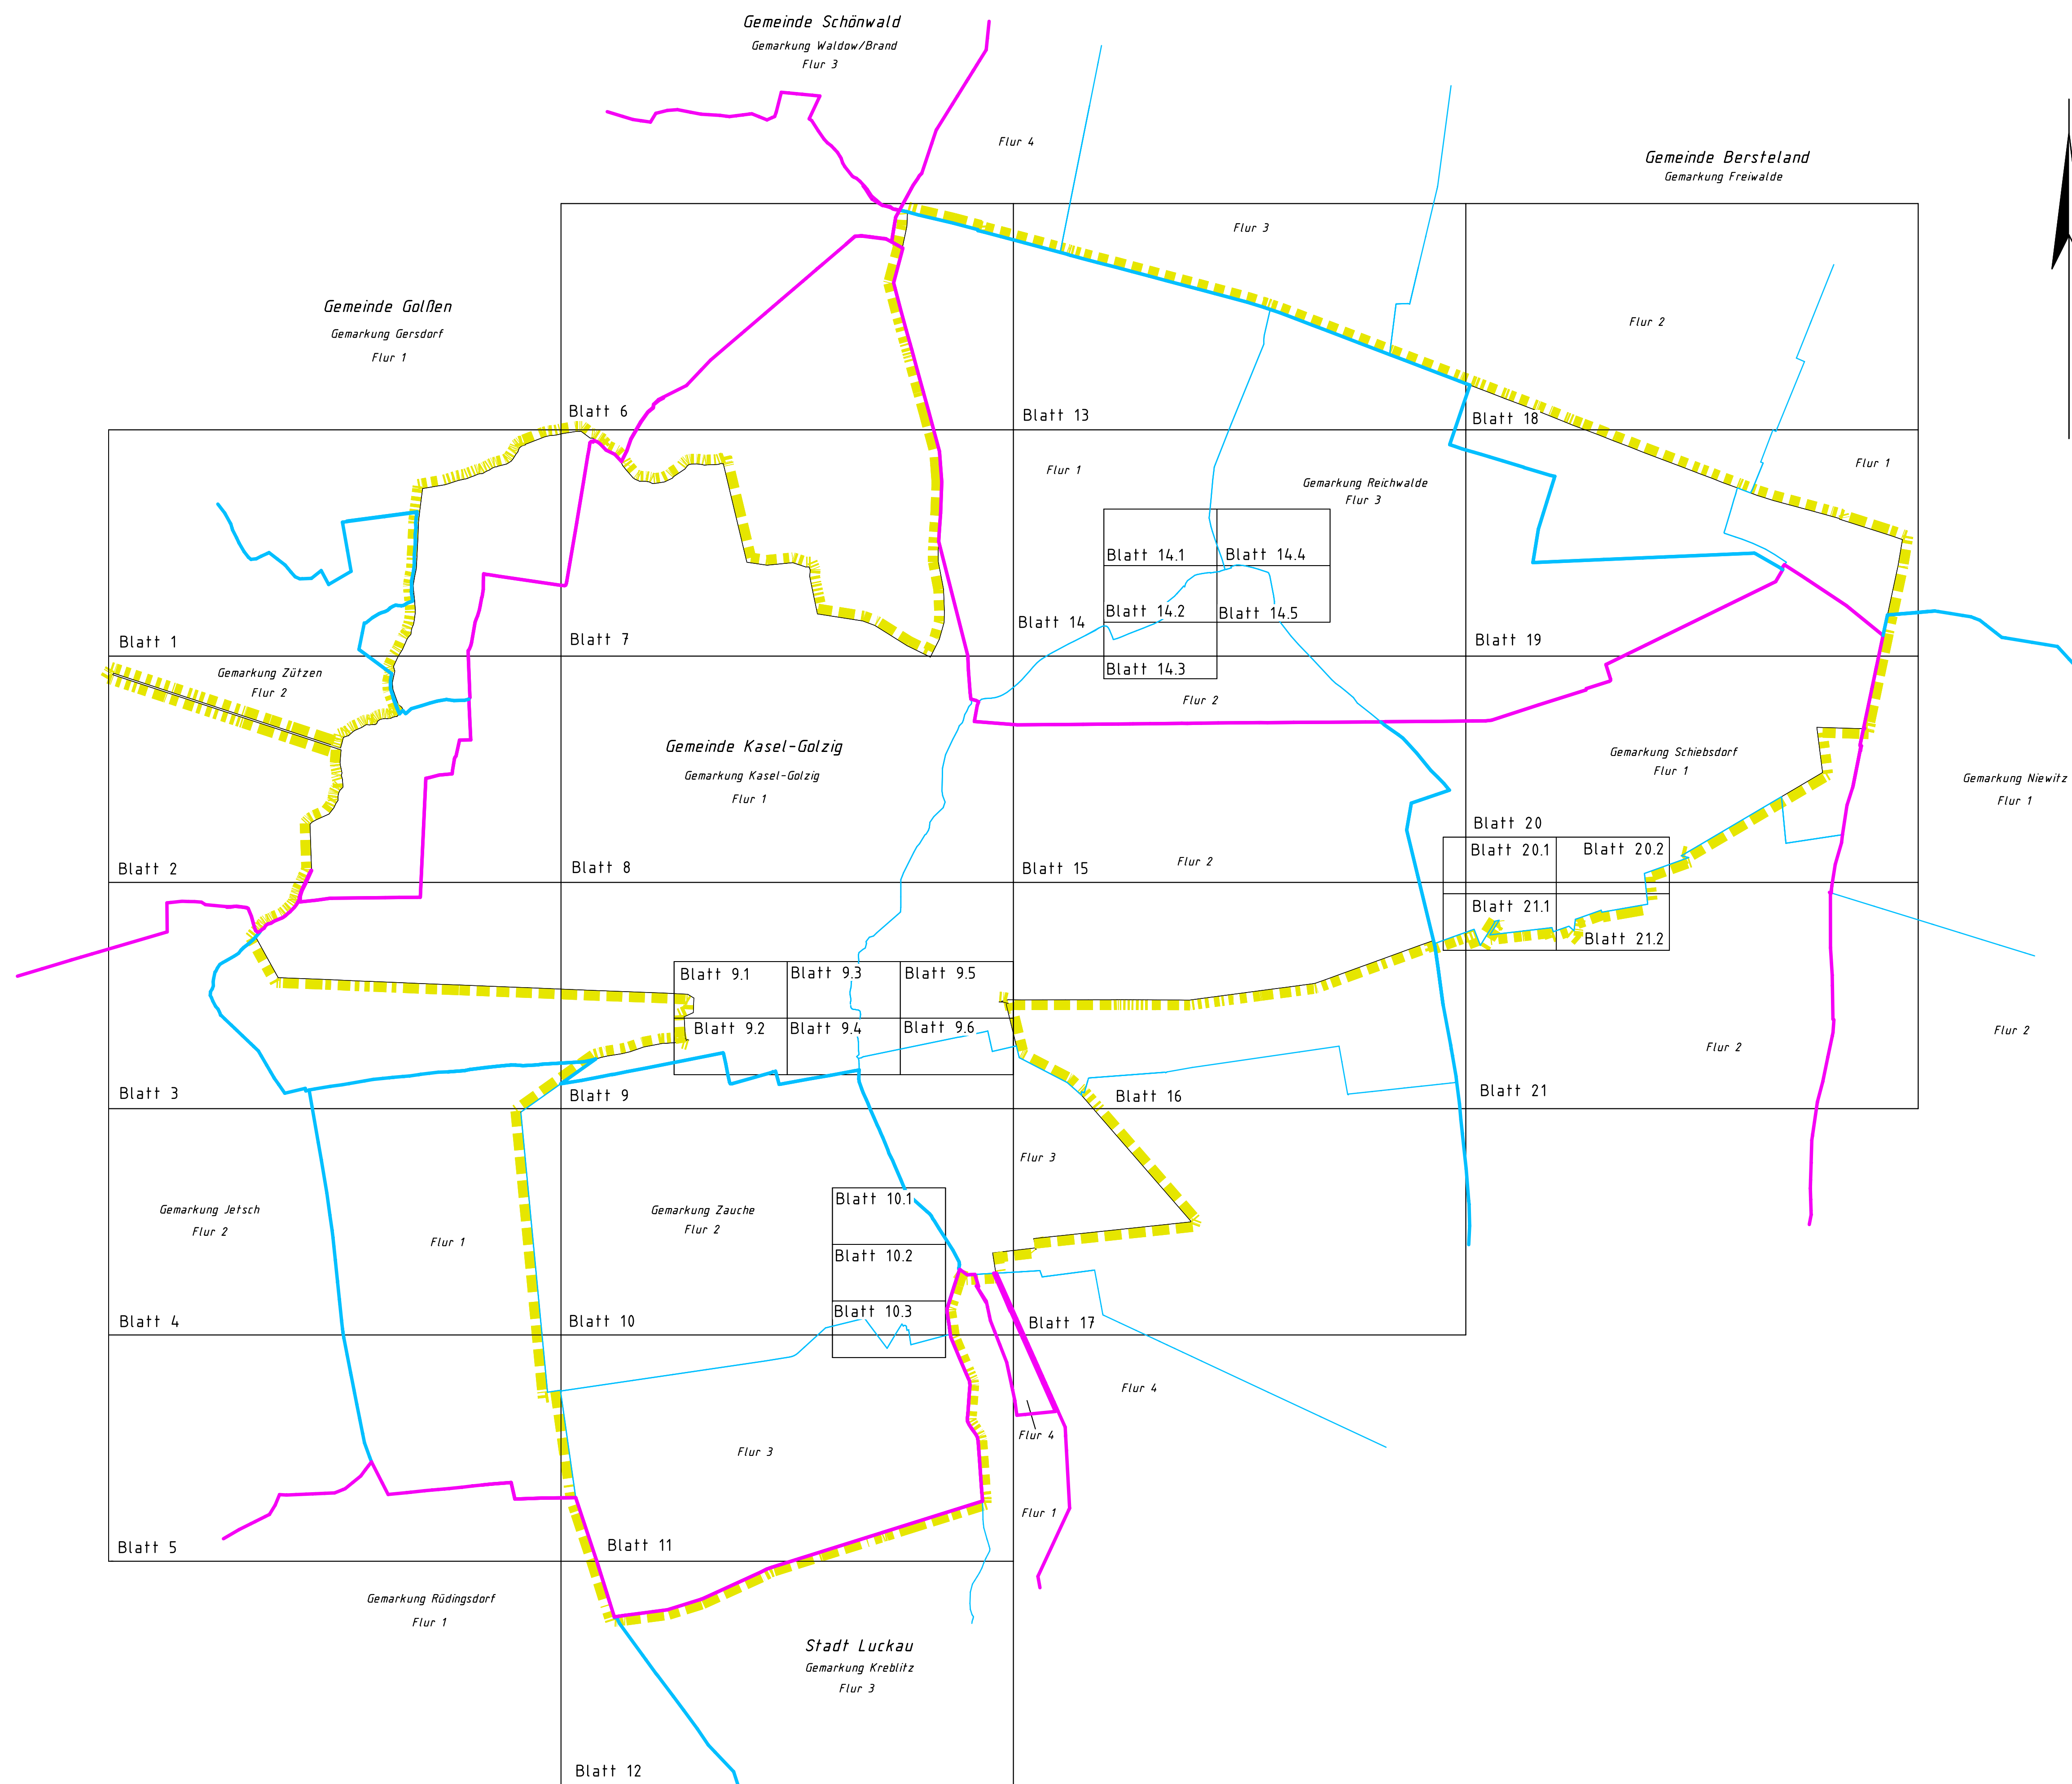 Gemeinde Schönwald
Gemarkung Waldow/Brand
Flur 3
Flur 4
Gemeinde Bersteland
Gemarkung Freiwalde
Flur 3
Gemeinde Golßen
Gemarkung Gersdorf
Flur 1
Flur 2
Blatt 6
Blatt 13
Blatt 18
Flur 1
Flur 1
Gemarkung Reichwalde
Flur 3
Blatt 14.1
Blatt 14.4
Blatt 14.2
Blatt 14.5
Blatt 14
Blatt 1
Blatt 7
Blatt 19
Blatt 14.3
Gemarkung Zützen
Flur 2
Flur 2
Gemeinde Kasel-Golzig
Gemarkung Kasel-Golzig
Flur 1
Gemarkung Schiebsdorf
Flur 1
Gemarkung Niewitz
Flur 1
Blatt 20
Blatt 20.1
Blatt 20.2
Flur 2
Blatt 2
Blatt 8
Blatt 15
Blatt 21.1
Blatt 21.2
Blatt 9.1
Blatt 9.3
Blatt 9.5
Blatt 9.2
Blatt 9.4
Blatt 9.6
Flur 2
Flur 2
Blatt 3
Blatt 9
Blatt 16
Blatt 21
Flur 3
Gemarkung Jetsch
Flur 2
Flur 1
Gemarkung Zauche
Flur 2
Blatt 10.1
Blatt 10.2
Blatt 10.3
Blatt 4
Blatt 10
Blatt 17
Flur 4
Flur 4
Flur 3
Flur 1
Blatt 5
Blatt 11
Gemarkung Rüdingsdorf
Flur 1
Stadt Luckau
Gemarkung Kreblitz
Flur 3
Blatt 12